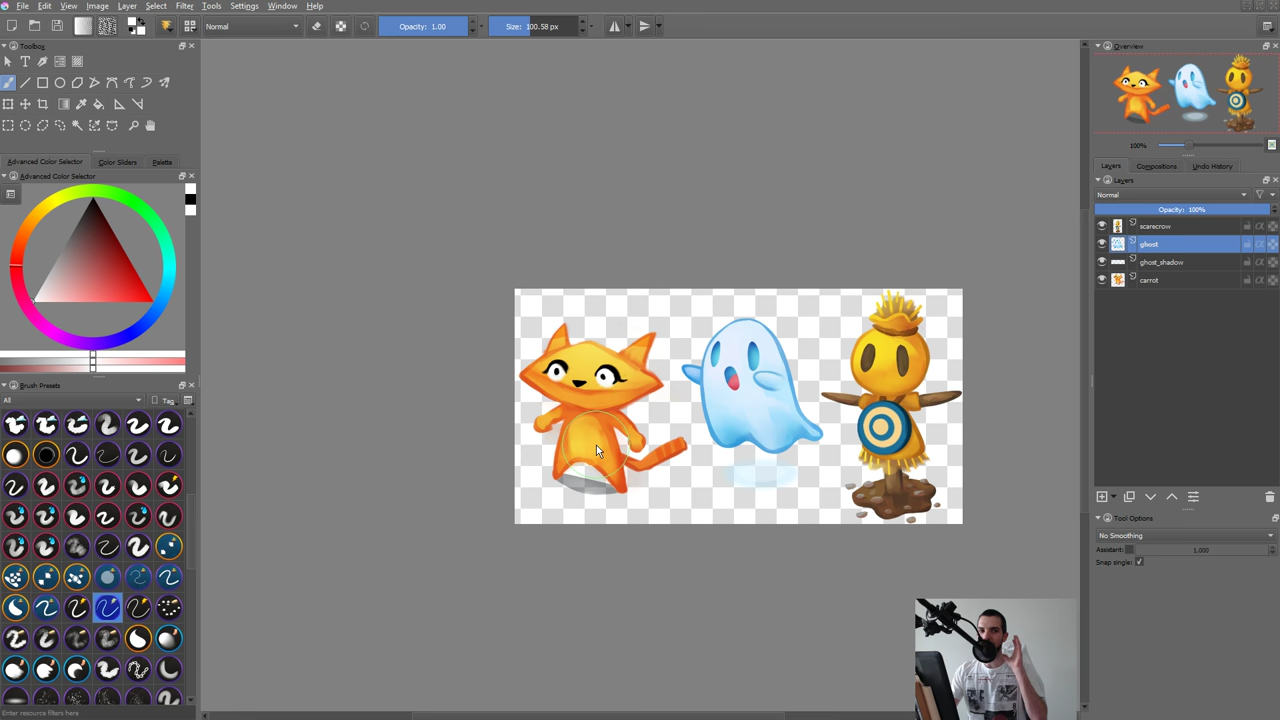 File Edit View Image Layer Select Filter Tools Settings Window Help
Normal Opacity: 1.00 Size: 100.58 px
Toolbox
Advanced Color Selector Color Sliders Palette
Advanced Color Selector
Brush Presets
All Tag
Enter resource filters here
Overview
100%
Layers Compositions Undo History
Layers
Normal
Opacity: 100%
scarecrow
ghost
ghost_shadow
carrot
Tool Options
No Smoothing
Assistant: 1,000
Snap single: